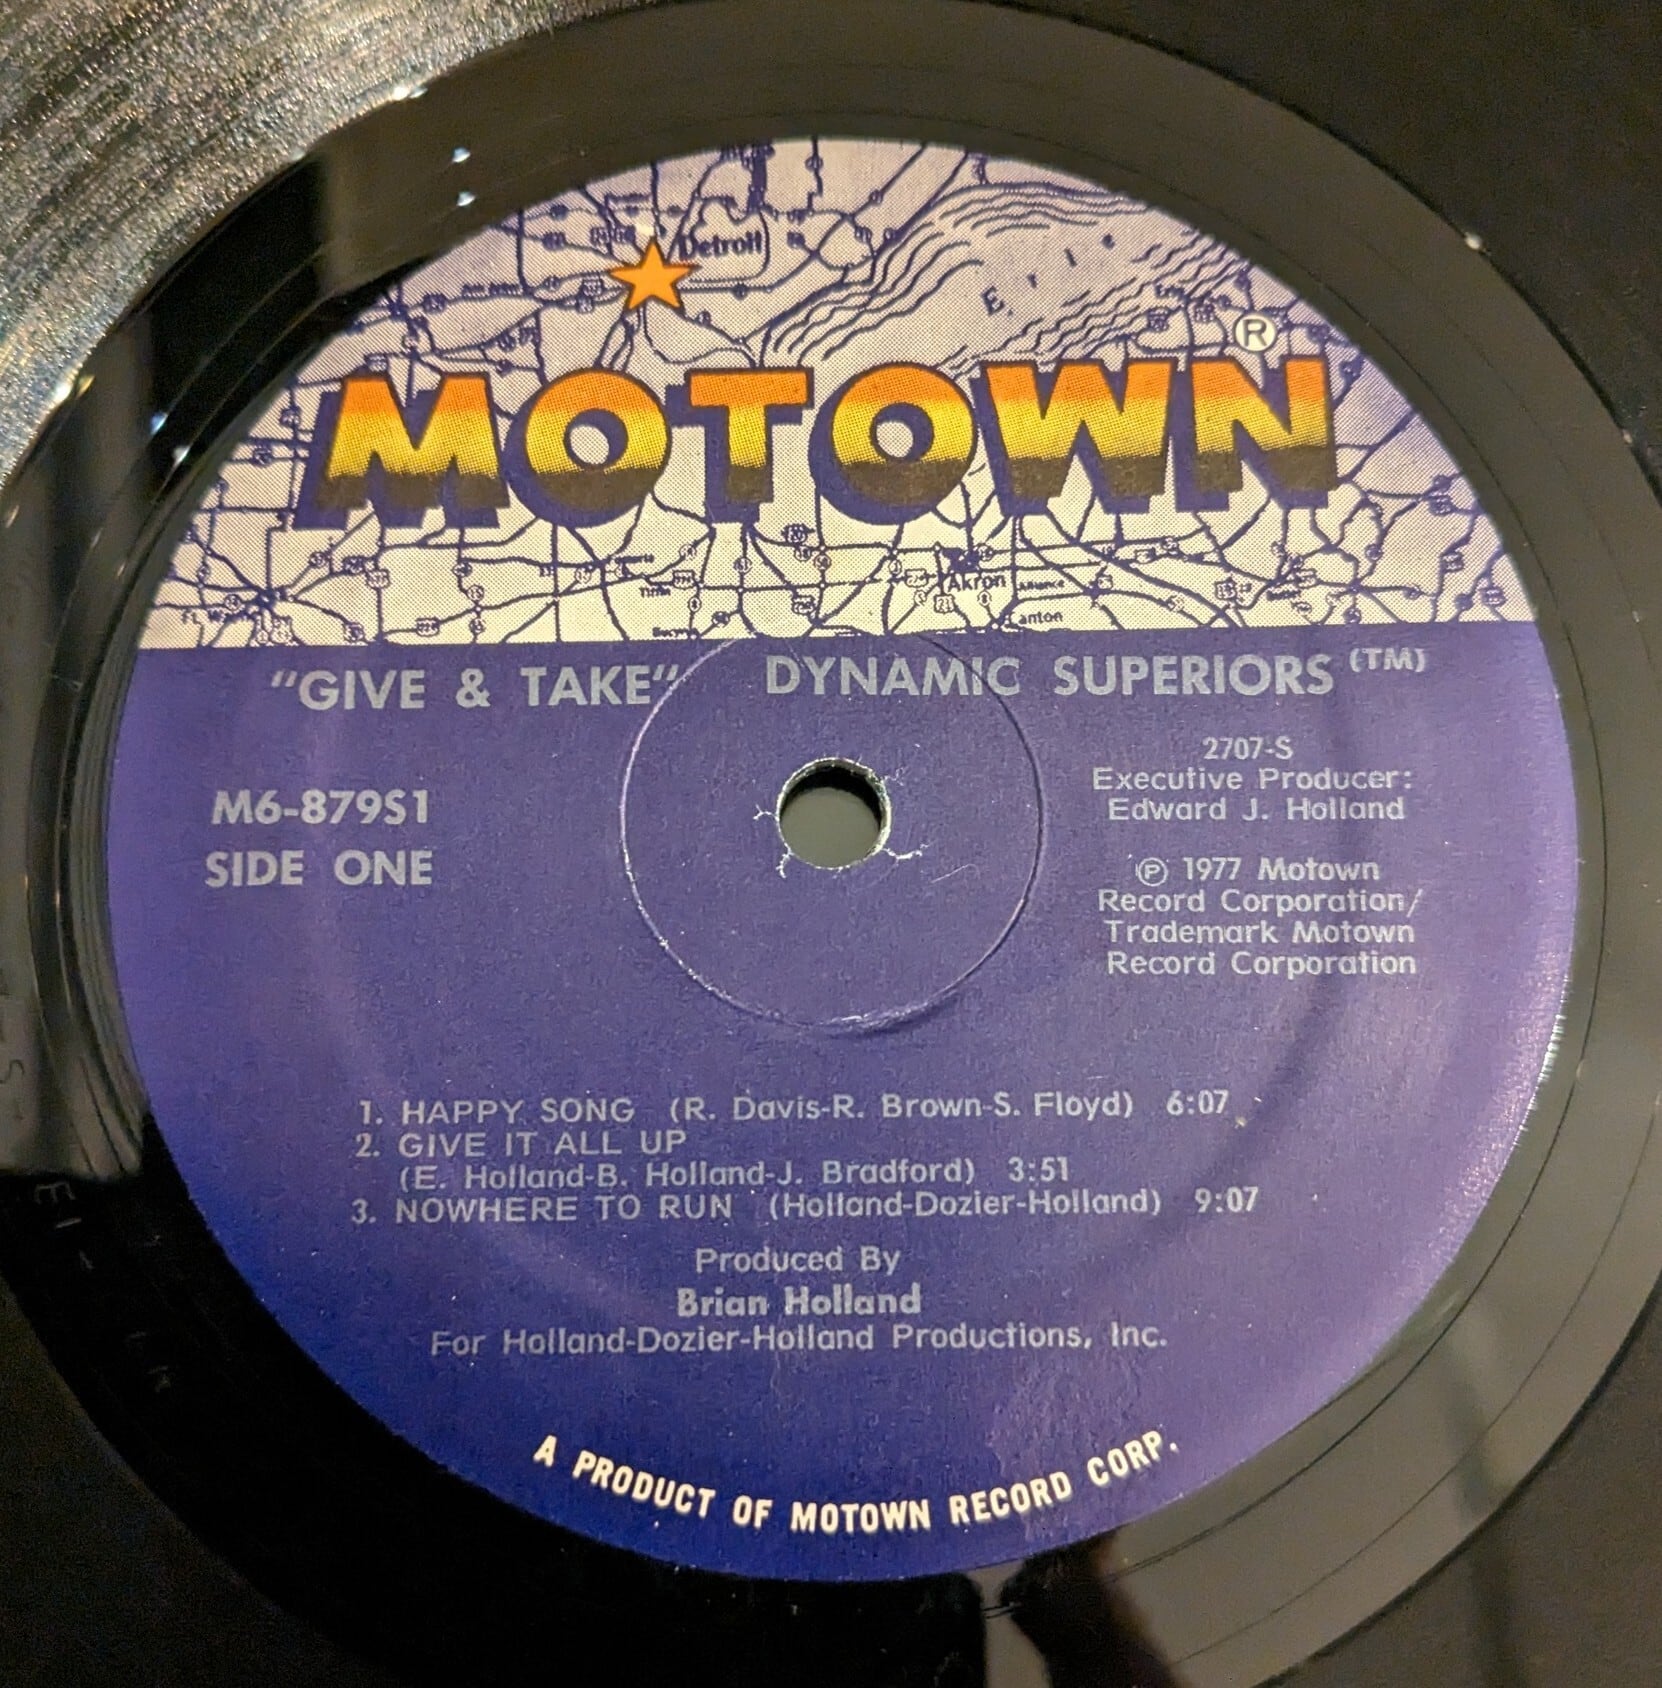 Detroit
Erie
MOTOWN®
Akron
Alliance
"GIVE & TAKE" DYNAMIC SUPERIORS (TM)
M6-879S1
SIDE ONE
2707-S
Executive Producer:
Edward J. Holland
℗ 1977 Motown
Record Corporation/
Trademark Motown
Record Corporation
1. HAPPY SONG (R. Davis-R. Brown-S. Floyd) 6:07
2. GIVE IT ALL UP
(E. Holland-B. Holland-J. Bradford) 3:51
3. NOWHERE TO RUN (Holland-Dozier-Holland) 9:07
Produced By
Brian Holland
For Holland-Dozier-Holland Productions, Inc.
A PRODUCT OF MOTOWN RECORD CORP.